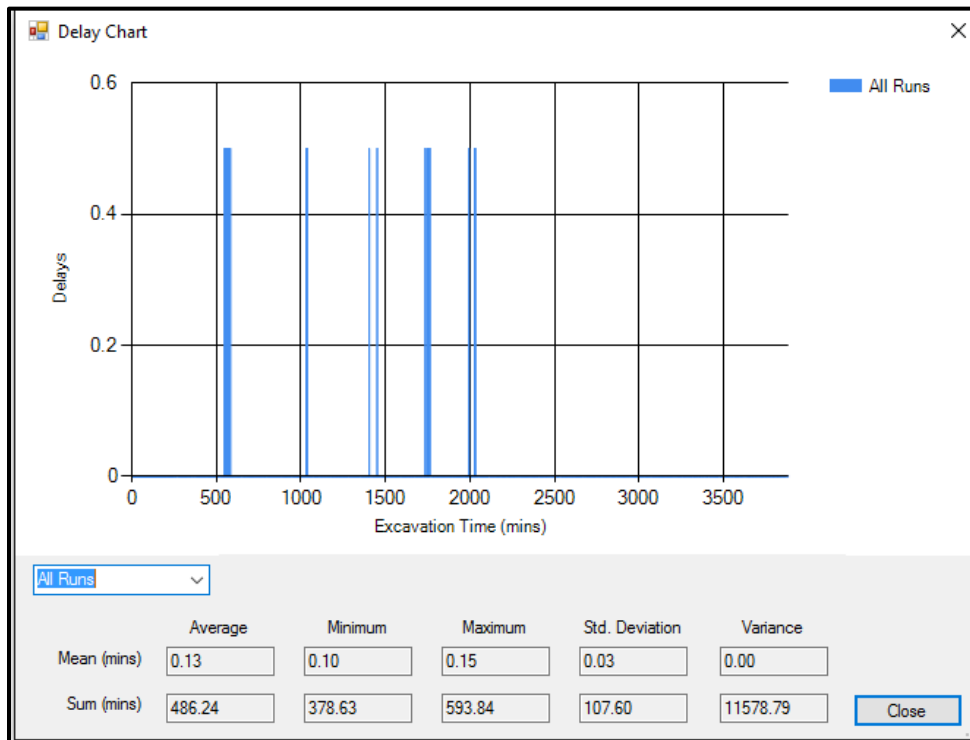 Delay Chart
All Runs
0.6
0.4
0.2
0
Delays
0 500 1000 1500 2000 2500 3000 3500
Excavation Time (mins)
All Runs
Average Minimum Maximum Std. Deviation Variance
Mean (mins) 0.13 0.10 0.15 0.03 0.00
Sum (mins) 486.24 378.63 593.84 107.60 11578.79
Close